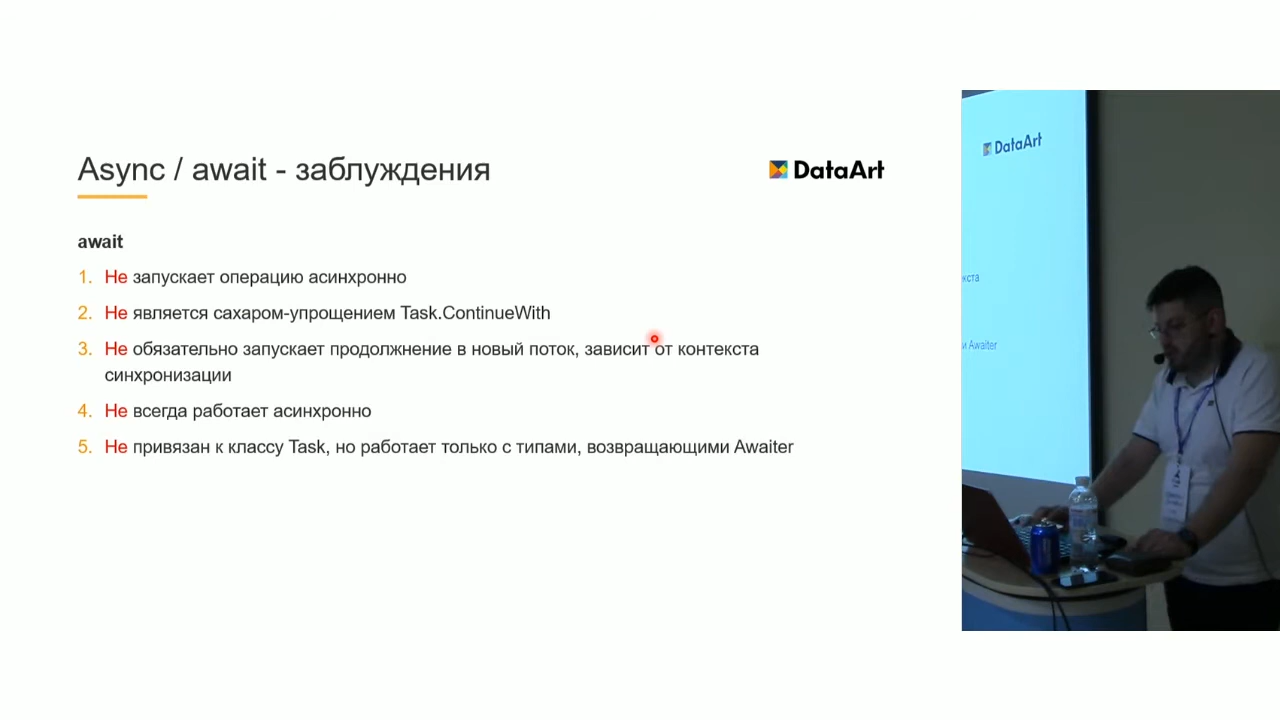 Async / await - заблуждения
DataArt
await
1. Не запускает операцию асинхронно
2. Не является сахаром-упрощением Task.ContinueWith
3. Не обязательно запускает продолжнение в новый поток, зависит от контекста
синхронизации
4. Не всегда работает асинхронно
5. Не привязан к классу Task, но работает только с типами, возвращающими Awaiter
DataArt
кста
и Awaiter